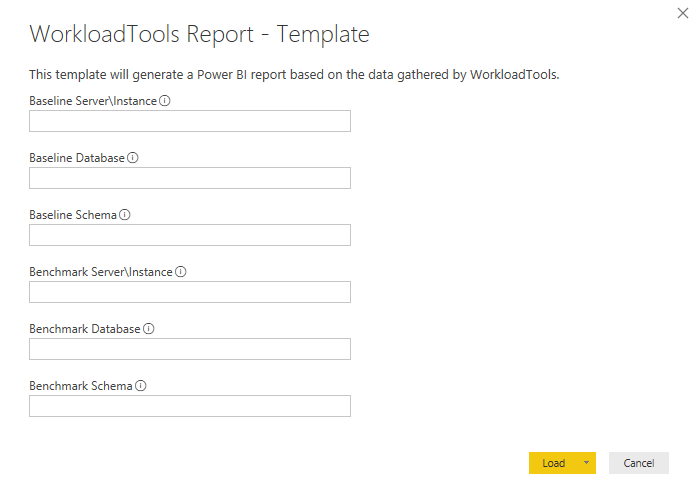 WorkloadTools Report - Template
This template will generate a Power BI report based on the data gathered by WorkloadTools.
Baseline Server\Instance
Baseline Database
Baseline Schema
Benchmark Server\Instance
Benchmark Database
Benchmark Schema
Load
Cancel